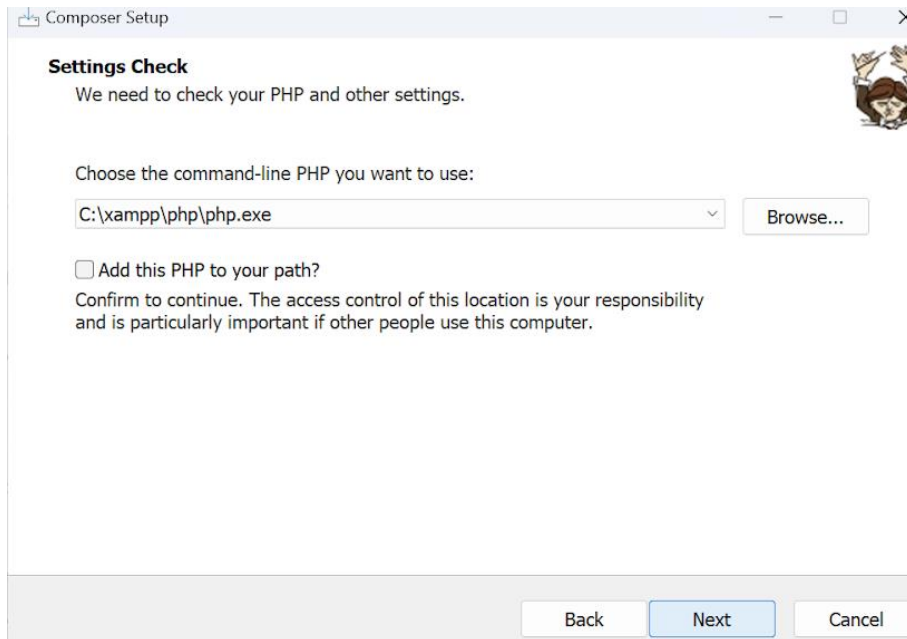 Composer Setup
Settings Check
We need to check your PHP and other settings.
Choose the command-line PHP you want to use:
C:\xampp\php\php.exe
Browse...
Add this PHP to your path?
Confirm to continue. The access control of this location is your responsibility
and is particularly important if other people use this computer.
Back
Next
Cancel